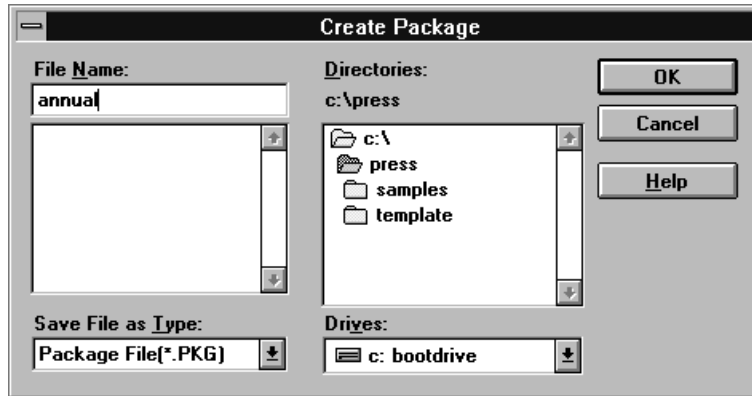 Create Package
File Name:
annual
Directories:
c:\press
c:\
press
samples
template
OK
Cancel
Help
Save File as Type:
Package File(*.PKG)
Drives:
c: bootdrive